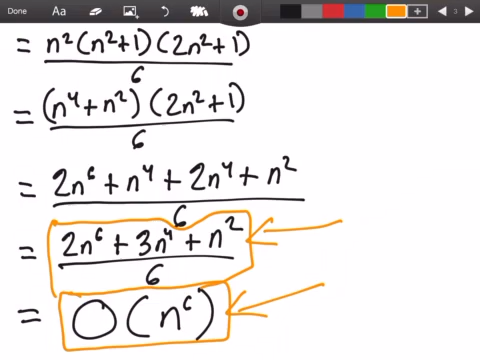 Done Aa 3
= n²(n²+1)(2n²+1) / 6
= (n⁴+n²)(2n²+1) / 6
= 2n⁶+n⁴+2n⁴+n² / 6
= 2n⁶+3n⁴+n² / 6
= O(n⁶)